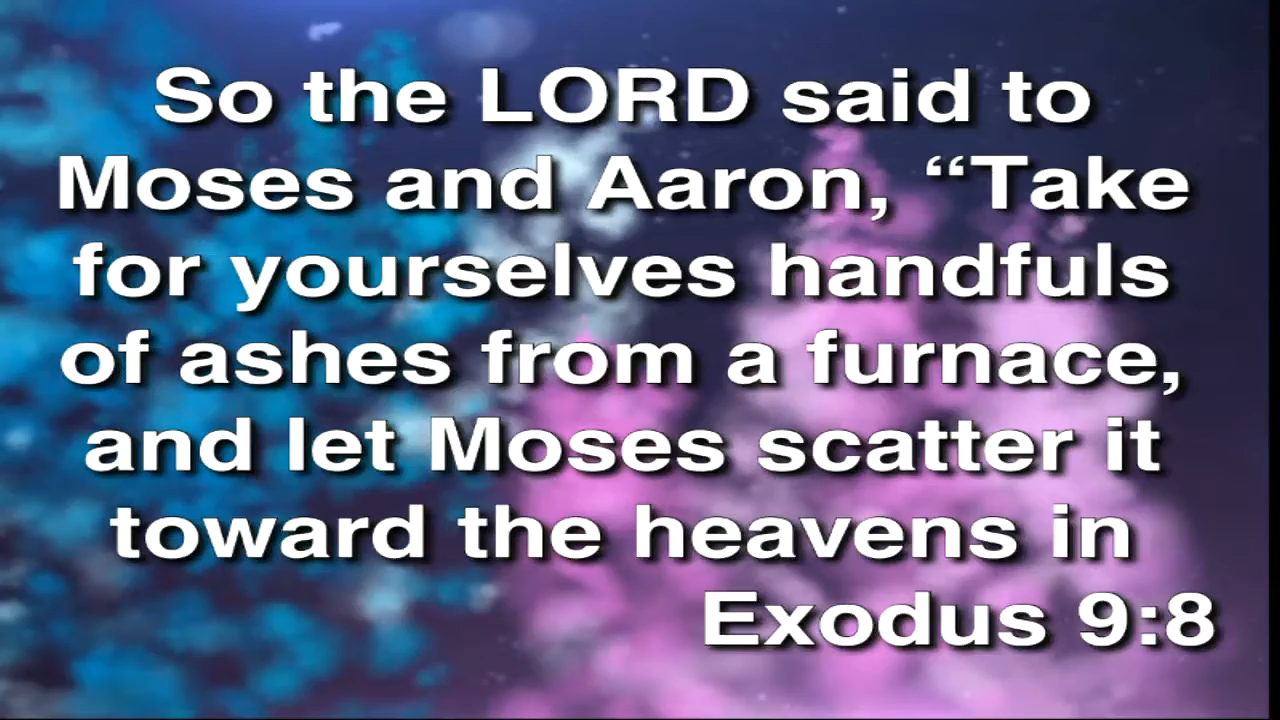 So the LORD said to
Moses and Aaron, “Take
for yourselves handfuls
of ashes from a furnace,
and let Moses scatter it
toward the heavens in
Exodus 9:8